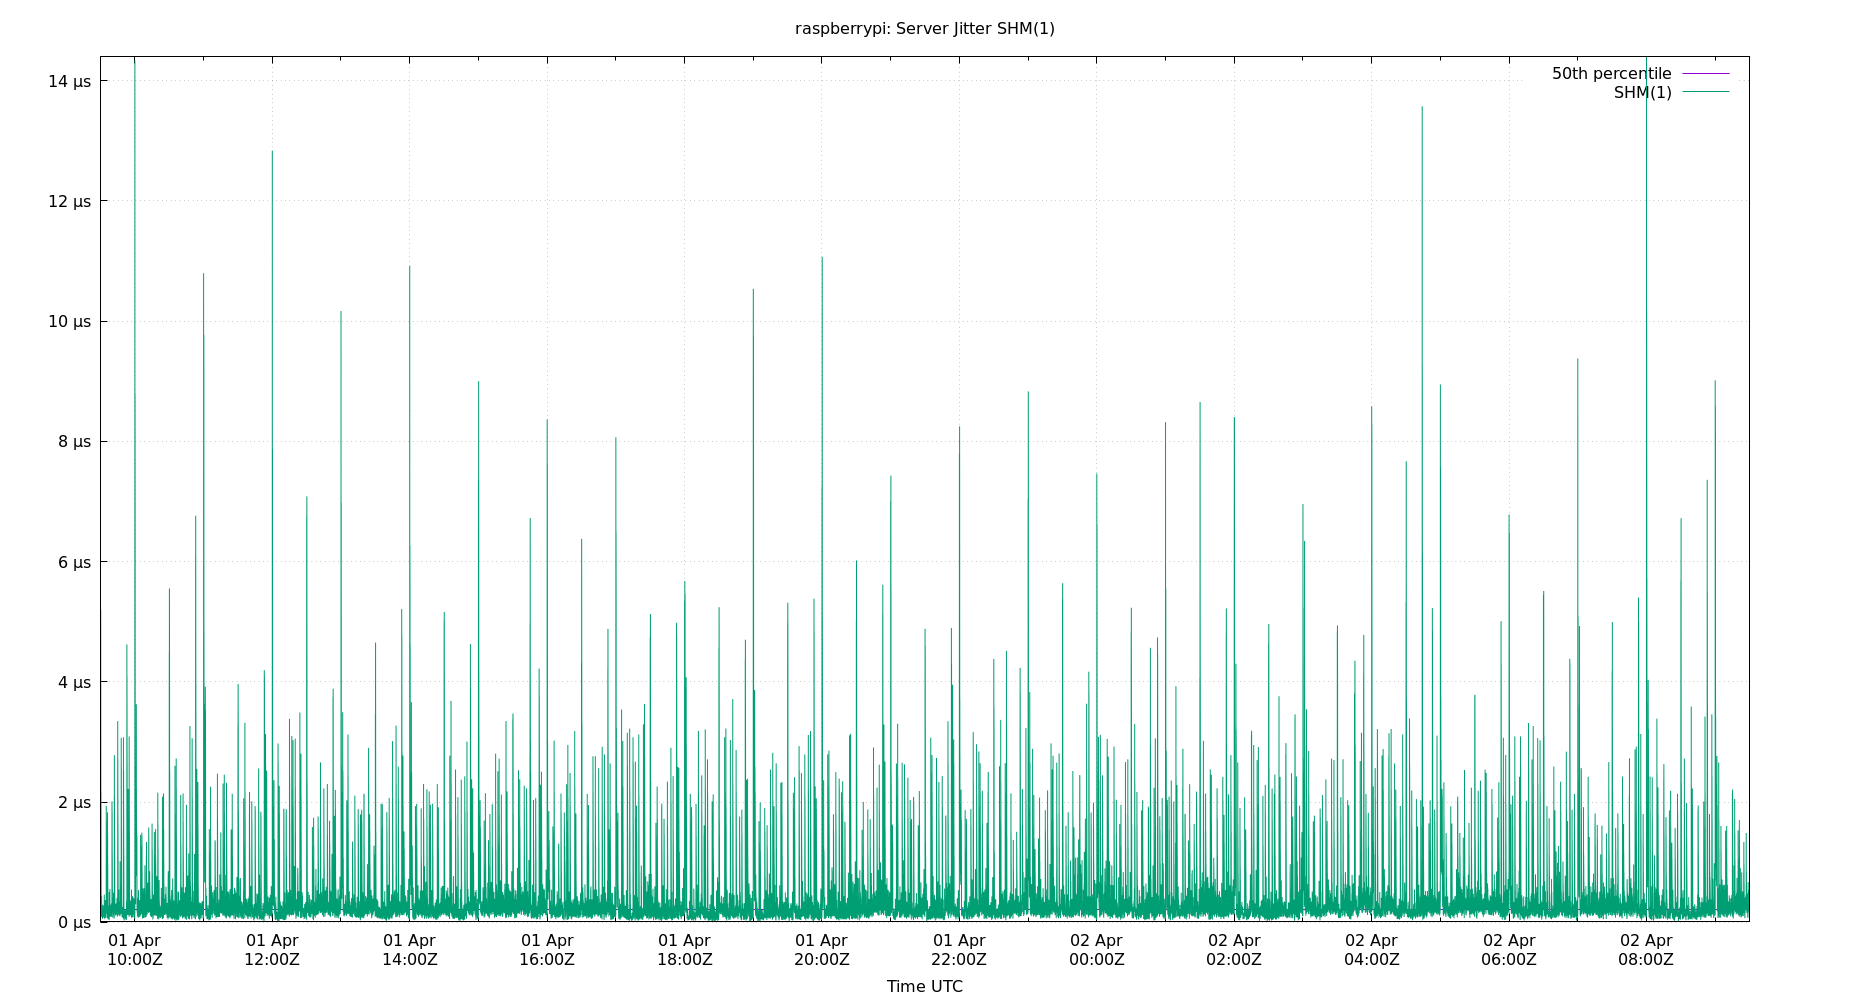 raspberrypi: Server Jitter SHM(1)
50th percentile
SHM(1)
14 µs
12 µs
10 µs
8 µs
6 µs
4 µs
2 µs
0 µs
01 Apr 01 Apr 01 Apr 01 Apr 01 Apr 01 Apr 01 Apr 02 Apr 02 Apr 02 Apr 02 Apr 02 Apr
10:00Z 12:00Z 14:00Z 16:00Z 18:00Z 20:00Z 22:00Z 00:00Z 02:00Z 04:00Z 06:00Z 08:00Z
Time UTC